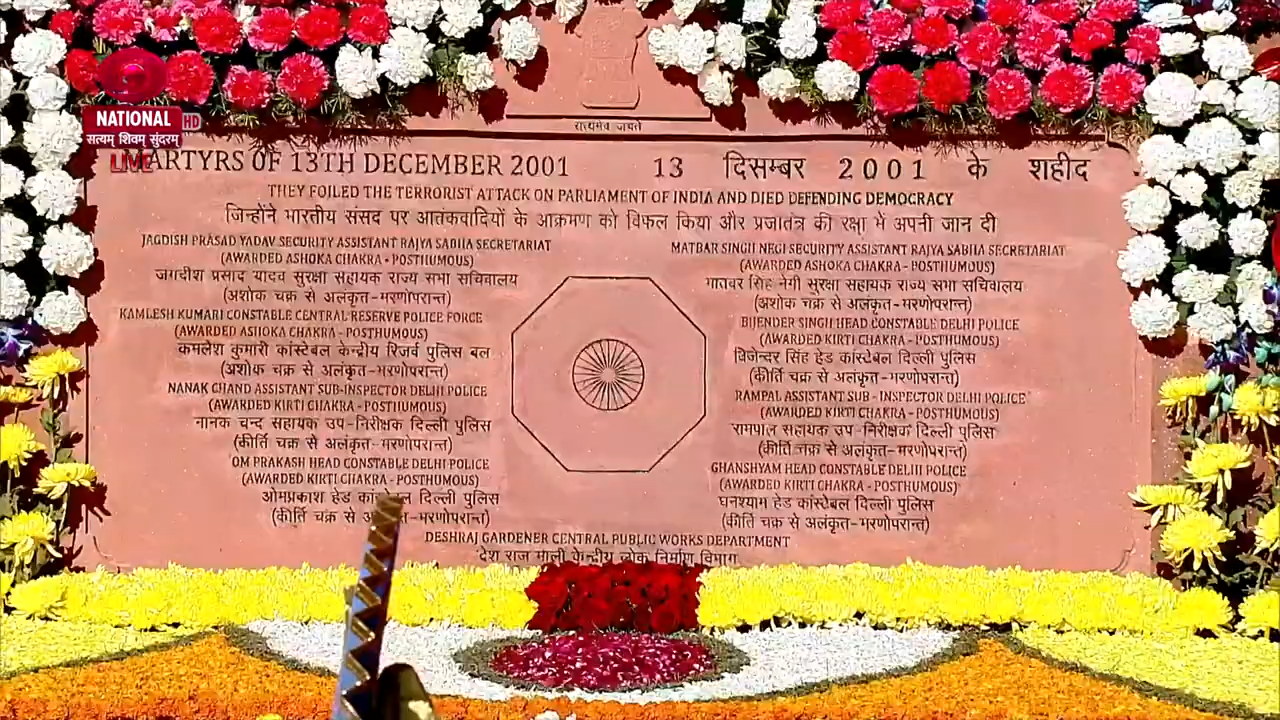 NATIONAL HD
सत्यम् शिवम् सुंदरम्
LIVE
सत्यमेव जयते
MARTYRS OF 13TH DECEMBER 2001
13 दिसम्बर 2001 के शहीद
THEY FOILED THE TERRORIST ATTACK ON PARLIAMENT OF INDIA AND DIED DEFENDING DEMOCRACY
जिन्होंने भारतीय संसद पर आतंकवादियों के आक्रमण को विफल किया और प्रजातंत्र की रक्षा में अपनी जान दी
JAGDISH PRASAD YADAV SECURITY ASSISTANT RAJYA SABHA SECRETARIAT
(AWARDED ASHOKA CHAKRA - POSTHUMOUS)
जगदीश प्रसाद यादव सुरक्षा सहायक राज्य सभा सचिवालय
(अशोक चक्र से अलंकृत-मरणोपरान्त)
KAMLESH KUMARI CONSTABLE CENTRAL RESERVE POLICE FORCE
(AWARDED ASHOKA CHAKRA - POSTHUMOUS)
कमलेश कुमारी कांस्टेबल केन्द्रीय रिजर्व पुलिस बल
(अशोक चक्र से अलंकृत-मरणोपरान्त)
NANAK CHAND ASSISTANT SUB-INSPECTOR DELHI POLICE
(AWARDED KIRTI CHAKRA - POSTHUMOUS)
नानक चन्द सहायक उप-निरीक्षक दिल्ली पुलिस
(कीर्ति चक्र से अलंकृत-मरणोपरान्त)
OM PRAKASH HEAD CONSTABLE DELHI POLICE
(AWARDED KIRTI CHAKRA - POSTHUMOUS)
ओमप्रकाश हेड दिल्ली पुलिस
(कीर्ति चक्र से -मरणोपरान्त)
MATBAR SINGH NEGI SECURITY ASSISTANT RAJYA SABHA SECRETARIAT
(AWARDED ASHOKA CHAKRA - POSTHUMOUS)
मातबर सिंह नेगी सुरक्षा सहायक राज्य सभा सचिवालय
(अशोक चक्र से अलंकृत-मरणोपरान्त)
BIJENDER SINGH HEAD CONSTABLE DELHI POLICE
(AWARDED KIRTI CHAKRA - POSTHUMOUS)
विजेन्दर सिंह हेड कांस्टेबल दिल्ली पुलिस
(कीर्ति चक्र से अलंकृत-मरणोपरान्त)
RAMPAL ASSISTANT SUB - INSPECTOR DELHI POLICE
(AWARDED KIRTI CHAKRA - POSTHUMOUS)
रामपाल सहायक उप-निरीक्षक दिल्ली पुलिस
(कीर्ति चक्र से अलंकृत-मरणोपरान्त)
GHANSHYAM HEAD CONSTABLE DELHI POLICE
(AWARDED KIRTI CHAKRA - POSTHUMOUS)
घनश्याम हेड कांस्टेबल दिल्ली पुलिस
(कीर्ति चक्र से अलंकृत-मरणोपरान्त)
DESHRAJ GARDENER CENTRAL PUBLIC WORKS DEPARTMENT
देश राज माली केन्द्रीय लोक निर्माण विभाग